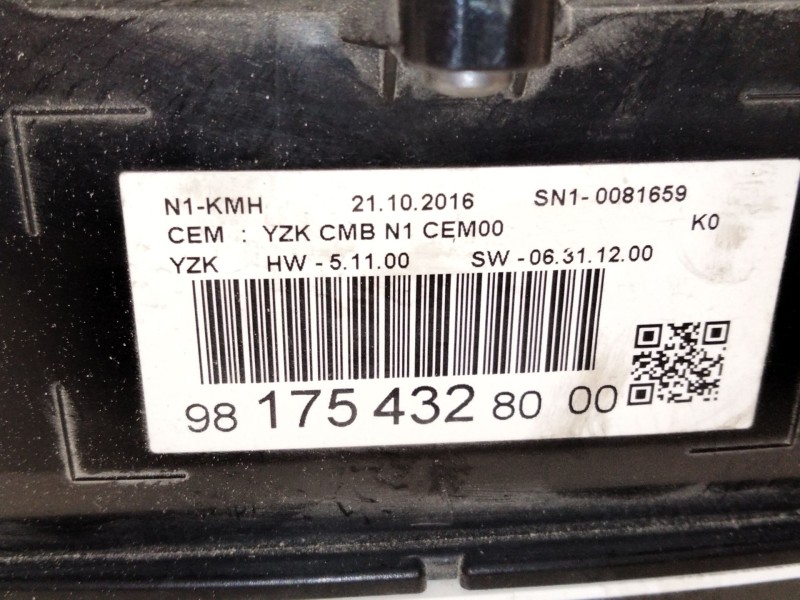 N1-KMH 21.10.2016 SN1- 0081659
CEM : YZK CMB N1 CEM00 K0
YZK HW - 5.11.00 SW - 06.31.12.00
98 175 432 80 00